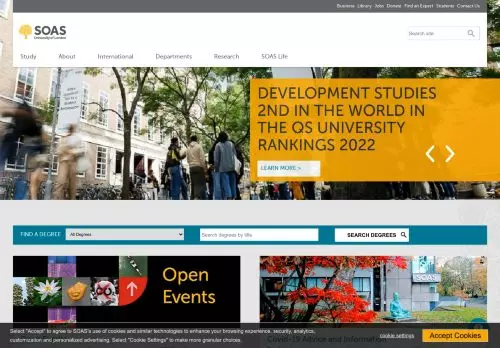 Business Library Jobs Donate Find an Expert Students Contact Us
SOAS
University of London
Search site
Study About International Departments Research SOAS Life
DEVELOPMENT STUDIES
2ND IN THE WORLD IN
THE QS UNIVERSITY
RANKINGS 2022
LEARN MORE >
FIND A DEGREE
All Degrees
Search degrees by title
SEARCH DEGREES
Open
Events
Covid-19 Advice and Information
Select "Accept" to agree to SOAS's use of cookies and similar technologies to enhance your browsing experience, security, analytics,
customization and personalized advertising. Select "Cookie Settings" to make more granular choices.
cookie settings
Accept Cookies